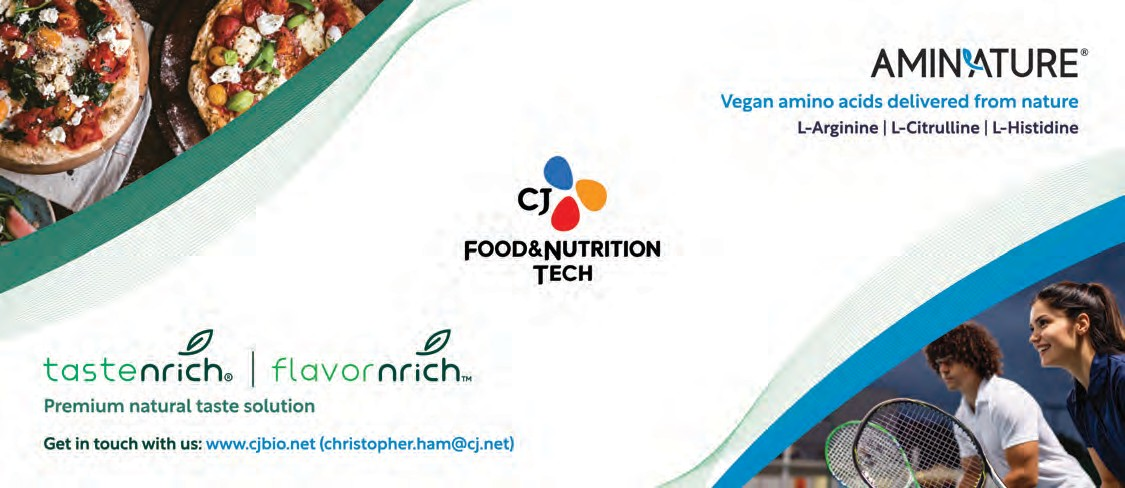 AMINATURE®
Vegan amino acids delivered from nature
L-Arginine | L-Citrulline | L-Histidine
CJ
FOOD&NUTRITION
TECH
tastenrich® | flavornrich™
Premium natural taste solution
Get in touch with us: www.cjbio.net (christopher.ham@cj.net)